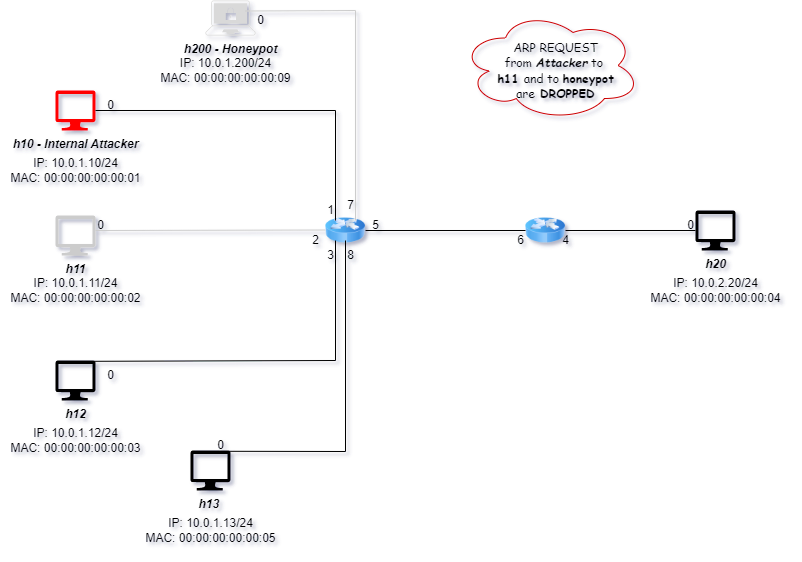 0
h200 - Honeypot
IP: 10.0.1.200/24
MAC: 00:00:00:00:00:09
ARP REQUEST
from Attacker to
h11 and to honeypot
are DROPPED
0
h10 - Internal Attacker
IP: 10.0.1.10/24
MAC: 00:00:00:00:00:01
1
7
0
2
5
3
8
6
4
0
h11
IP: 10.0.1.11/24
MAC: 00:00:00:00:00:02
h20
IP: 10.0.2.20/24
MAC: 00:00:00:00:00:04
0
h12
IP: 10.0.1.12/24
MAC: 00:00:00:00:00:03
0
h13
IP: 10.0.1.13/24
MAC: 00:00:00:00:00:05